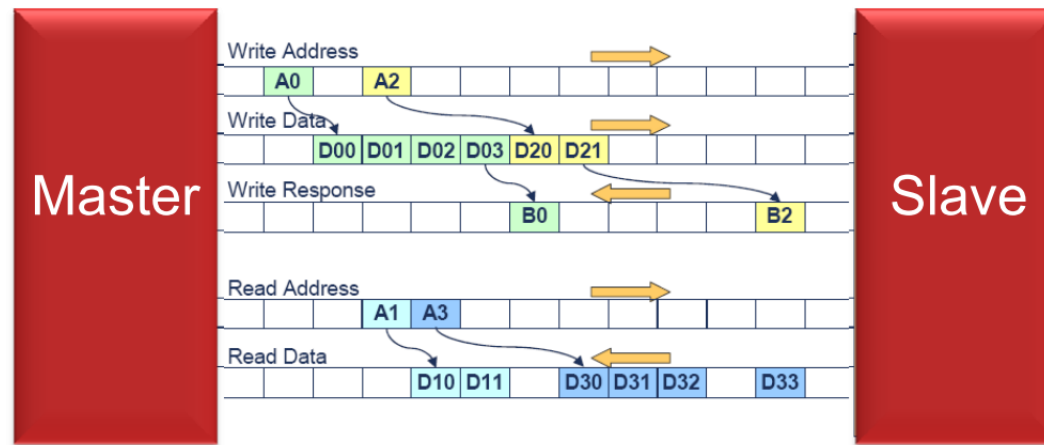 Master
Write Address
A0 A2
Write Data
D00 D01 D02 D03 D20 D21
Write Response
B0 B2
Read Address
A1 A3
Read Data
D10 D11 D30 D31 D32 D33
Slave